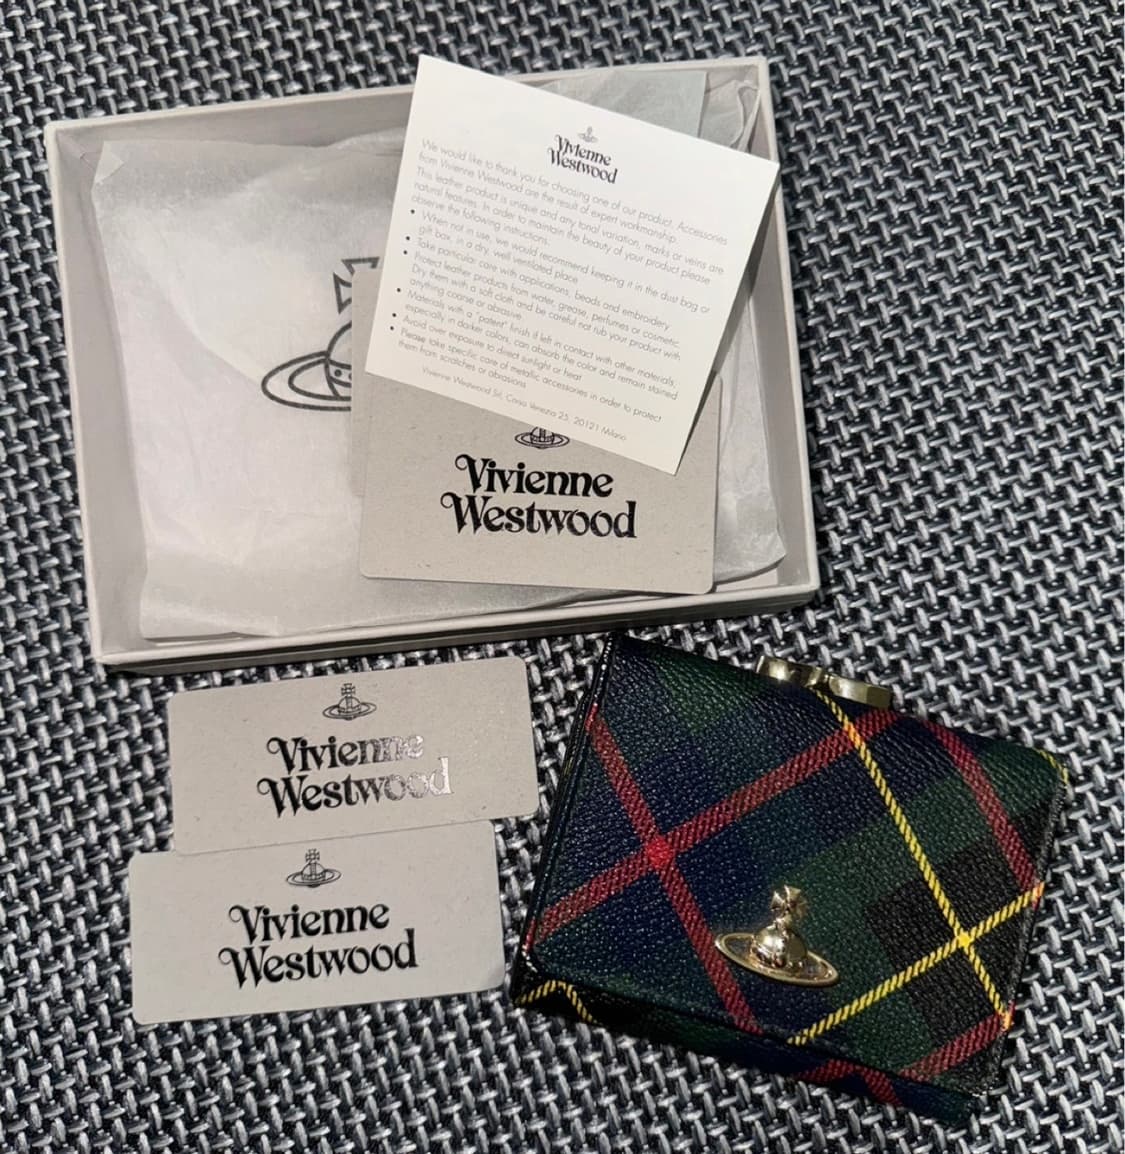 Vivienne
Westwood
We would like to thank you for choosing one of our product. Accessories
from Vivienne Westwood are the result of expert workmanship.
This leather product is unique and any tonal variation, marks or veins are
natural features. In order to maintain the beauty of your product please
observe the following instructions.
• When not in use, we would recommend keeping it in the dust bag or
gift box, in a dry, well ventilated place
• Take particular care with applications, beads and embroidery
• Protect leather products from water, grease, perfumes or cosmetic.
Dry them with a soft cloth and be careful not rub your product with
anything coarse or abrasive
• Materials with a "patent" finish if left in contact with other materials,
especially in darker colors, can absorb the color and remain stained
• Avoid over exposure to direct sunlight or heat
• Please take specific care of metallic accessories in order to protect
them from scratches or abrasions
Vivienne Westwood Srl, Corso Venezia 25, 20121 Milano
Vivienne
Westwood
Vivienne
Westwood
Vivienne
Westwood